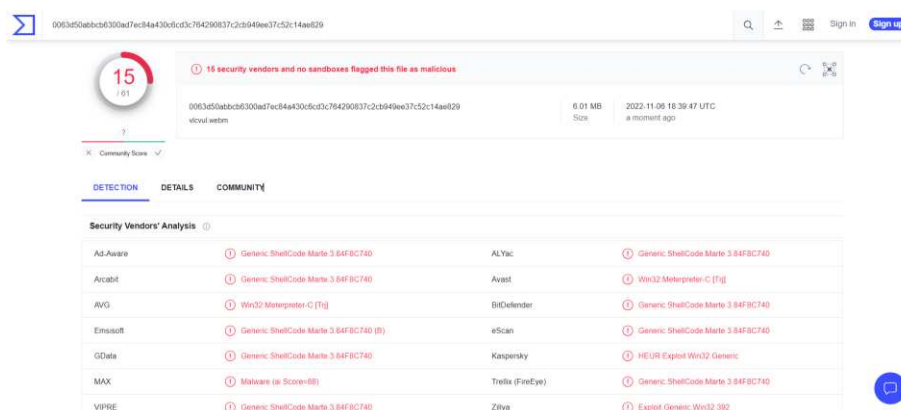 0063d50abbcb6300ad7ec84a430c6cd3c764290837c2cb949ee37c52c14ae829
Sign in
Sign up
15
/ 61
15 security vendors and no sandboxes flagged this file as malicious
0063d50abbcb6300ad7ec84a430c6cd3c764290837c2cb949ee37c52c14ae829
vlcvul.webm
6.01 MB
Size
2022-11-06 18:39:47 UTC
a moment ago
?
Community Score
DETECTION DETAILS COMMUNITY
Security Vendors' Analysis
Ad-Aware Generic.ShellCode.Marte.3.84F8C740 ALYac Generic.ShellCode.Marte.3.84F8C740
Arcabit Generic.ShellCode.Marte.3.84F8C740 Avast Win32:Meterpreter-C [Trj]
AVG Win32:Meterpreter-C [Trj] BitDefender Generic.ShellCode.Marte.3.84F8C740
Emsisoft Generic.ShellCode.Marte.3.84F8C740 (B) eScan Generic.ShellCode.Marte.3.84F8C740
GData Generic.ShellCode.Marte.3.84F8C740 Kaspersky HEUR:Exploit.Win32.Generic
MAX Malware (ai Score=88) Trellix (FireEye) Generic.ShellCode.Marte.3.84F8C740
VIPRE Generic.ShellCode.Marte.3.84F8C740 Zillya Exploit.Generic.Win32.392